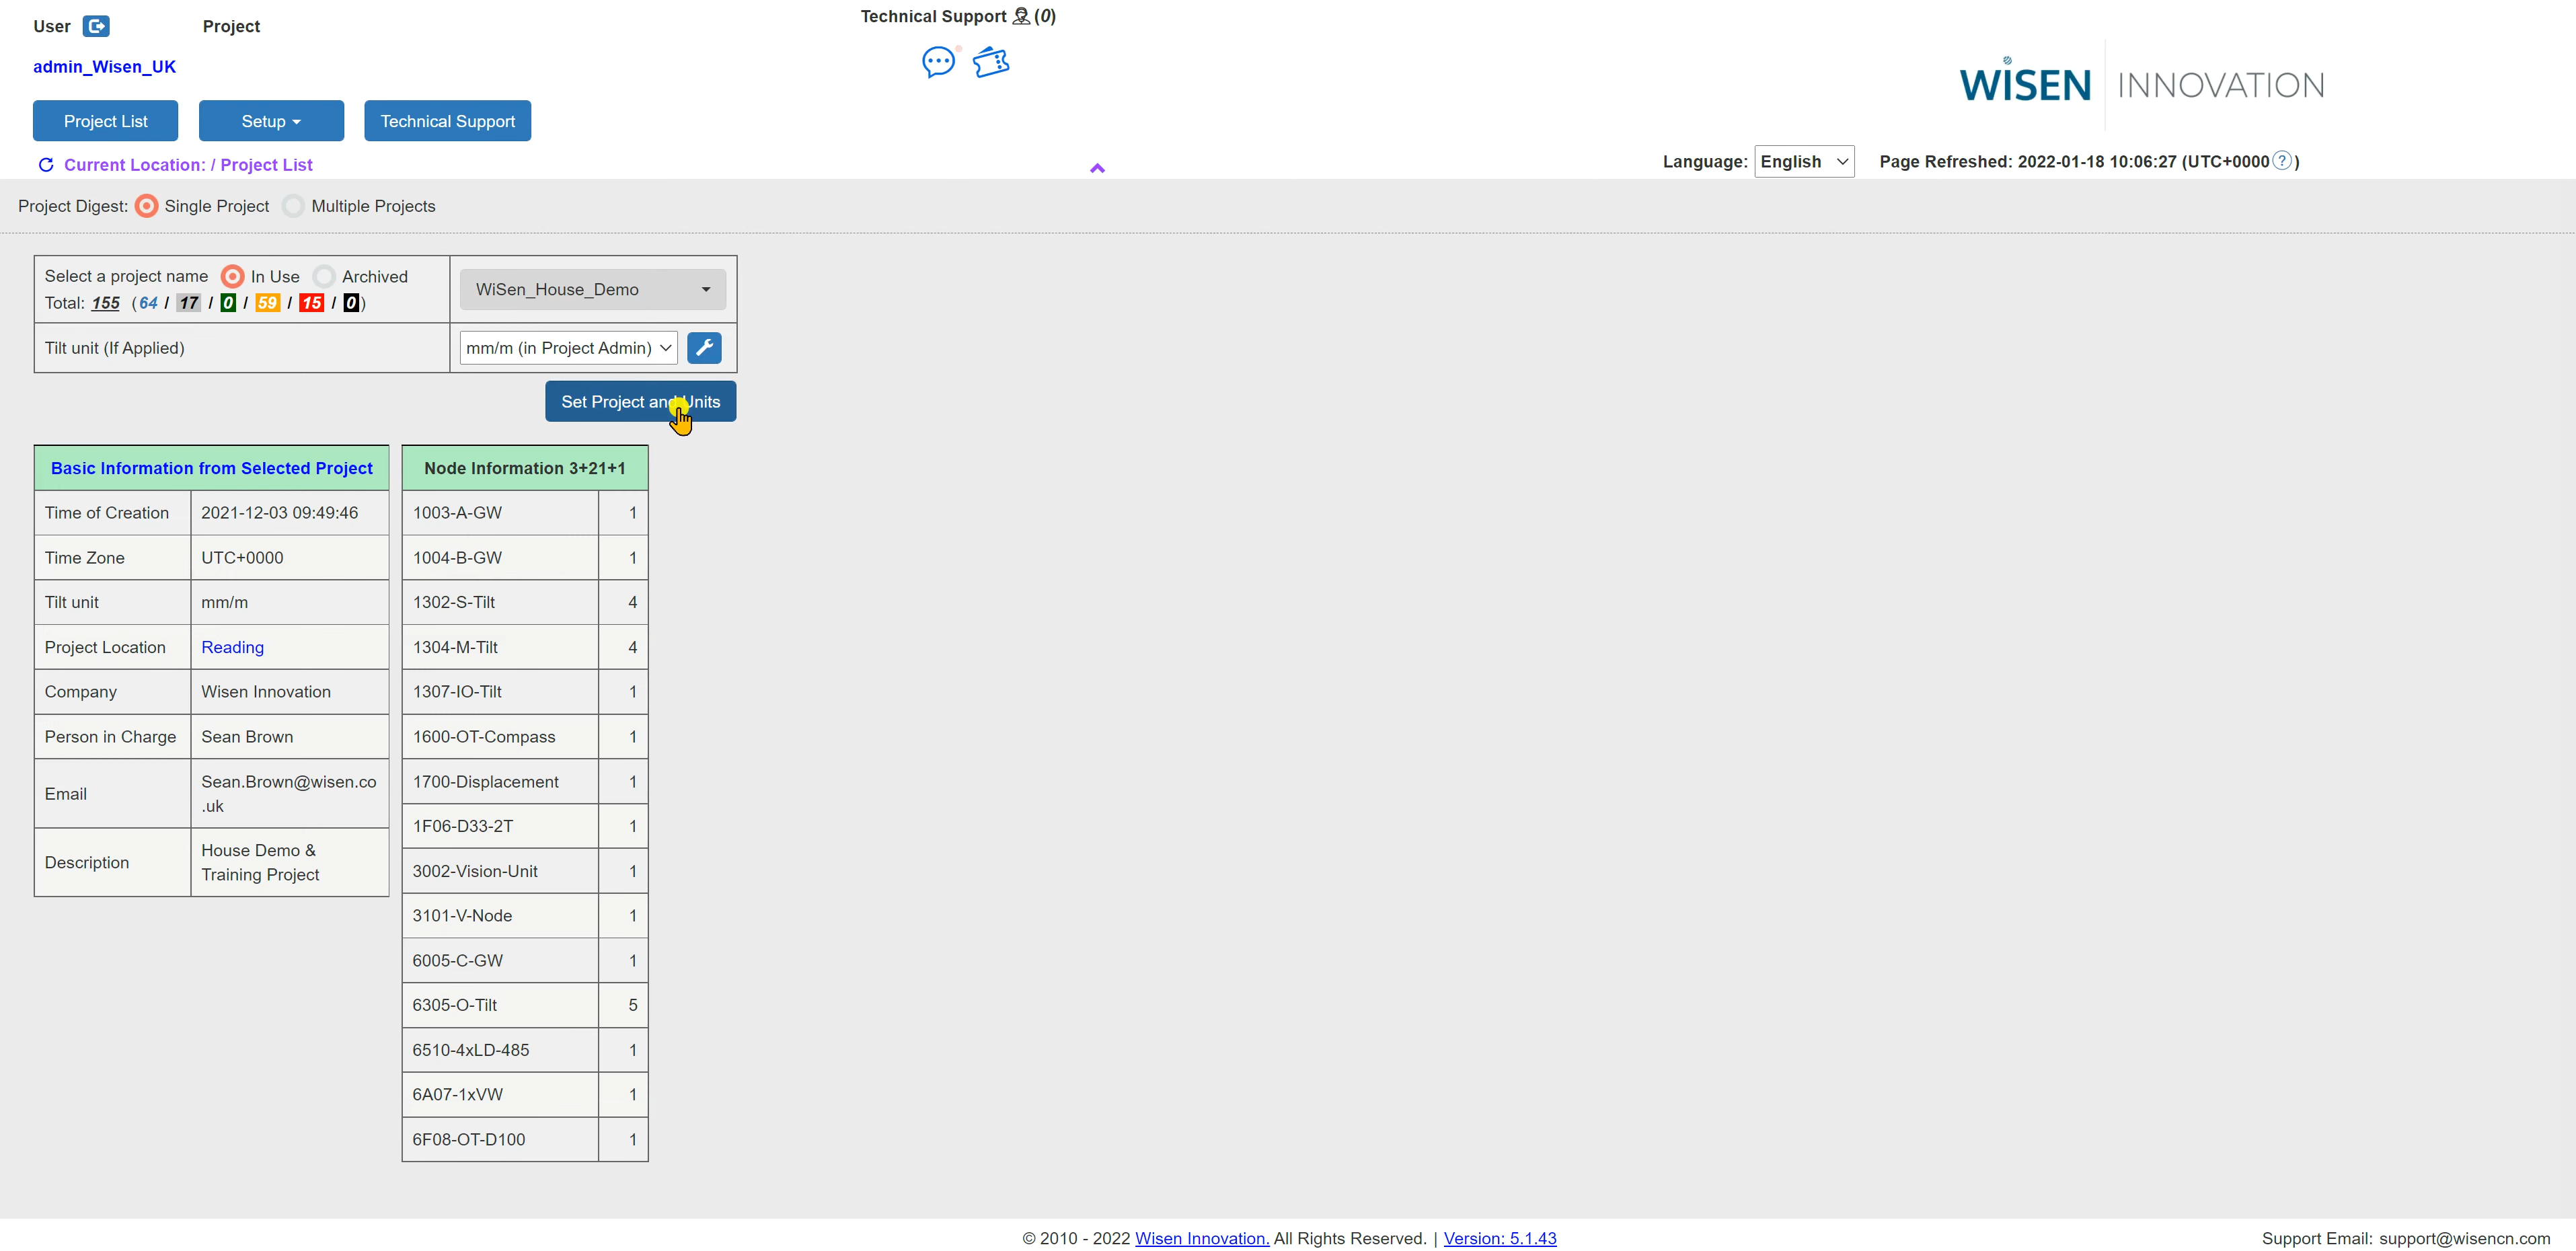 User Project
Technical Support (0)
admin_Wisen_UK
WiSEN INNOVATION
Project List Setup Technical Support
Current Location: / Project List
Language: English Page Refreshed: 2022-01-18 10:06:27 (UTC+0000 ? )
Project Digest: Single Project Multiple Projects
Select a project name In Use Archived
Total: 155 (64 / 17 / 0 / 59 / 15 / 0)
WiSen_House_Demo
Tilt unit (If Applied) mm/m (in Project Admin)
Set Project and Units
Basic Information from Selected Project
Time of Creation 2021-12-03 09:49:46
Time Zone UTC+0000
Tilt unit mm/m
Project Location Reading
Company Wisen Innovation
Person in Charge Sean Brown
Email Sean.Brown@wisen.co
.uk
Description House Demo &
Training Project
Node Information 3+21+1
1003-A-GW 1
1004-B-GW 1
1302-S-Tilt 4
1304-M-Tilt 4
1307-IO-Tilt 1
1600-OT-Compass 1
1700-Displacement 1
1F06-D33-2T 1
3002-Vision-Unit 1
3101-V-Node 1
6005-C-GW 1
6305-O-Tilt 5
6510-4xLD-485 1
6A07-1xVW 1
6F08-OT-D100 1
© 2010 - 2022 Wisen Innovation. All Rights Reserved. | Version: 5.1.43
Support Email: support@wisencn.com